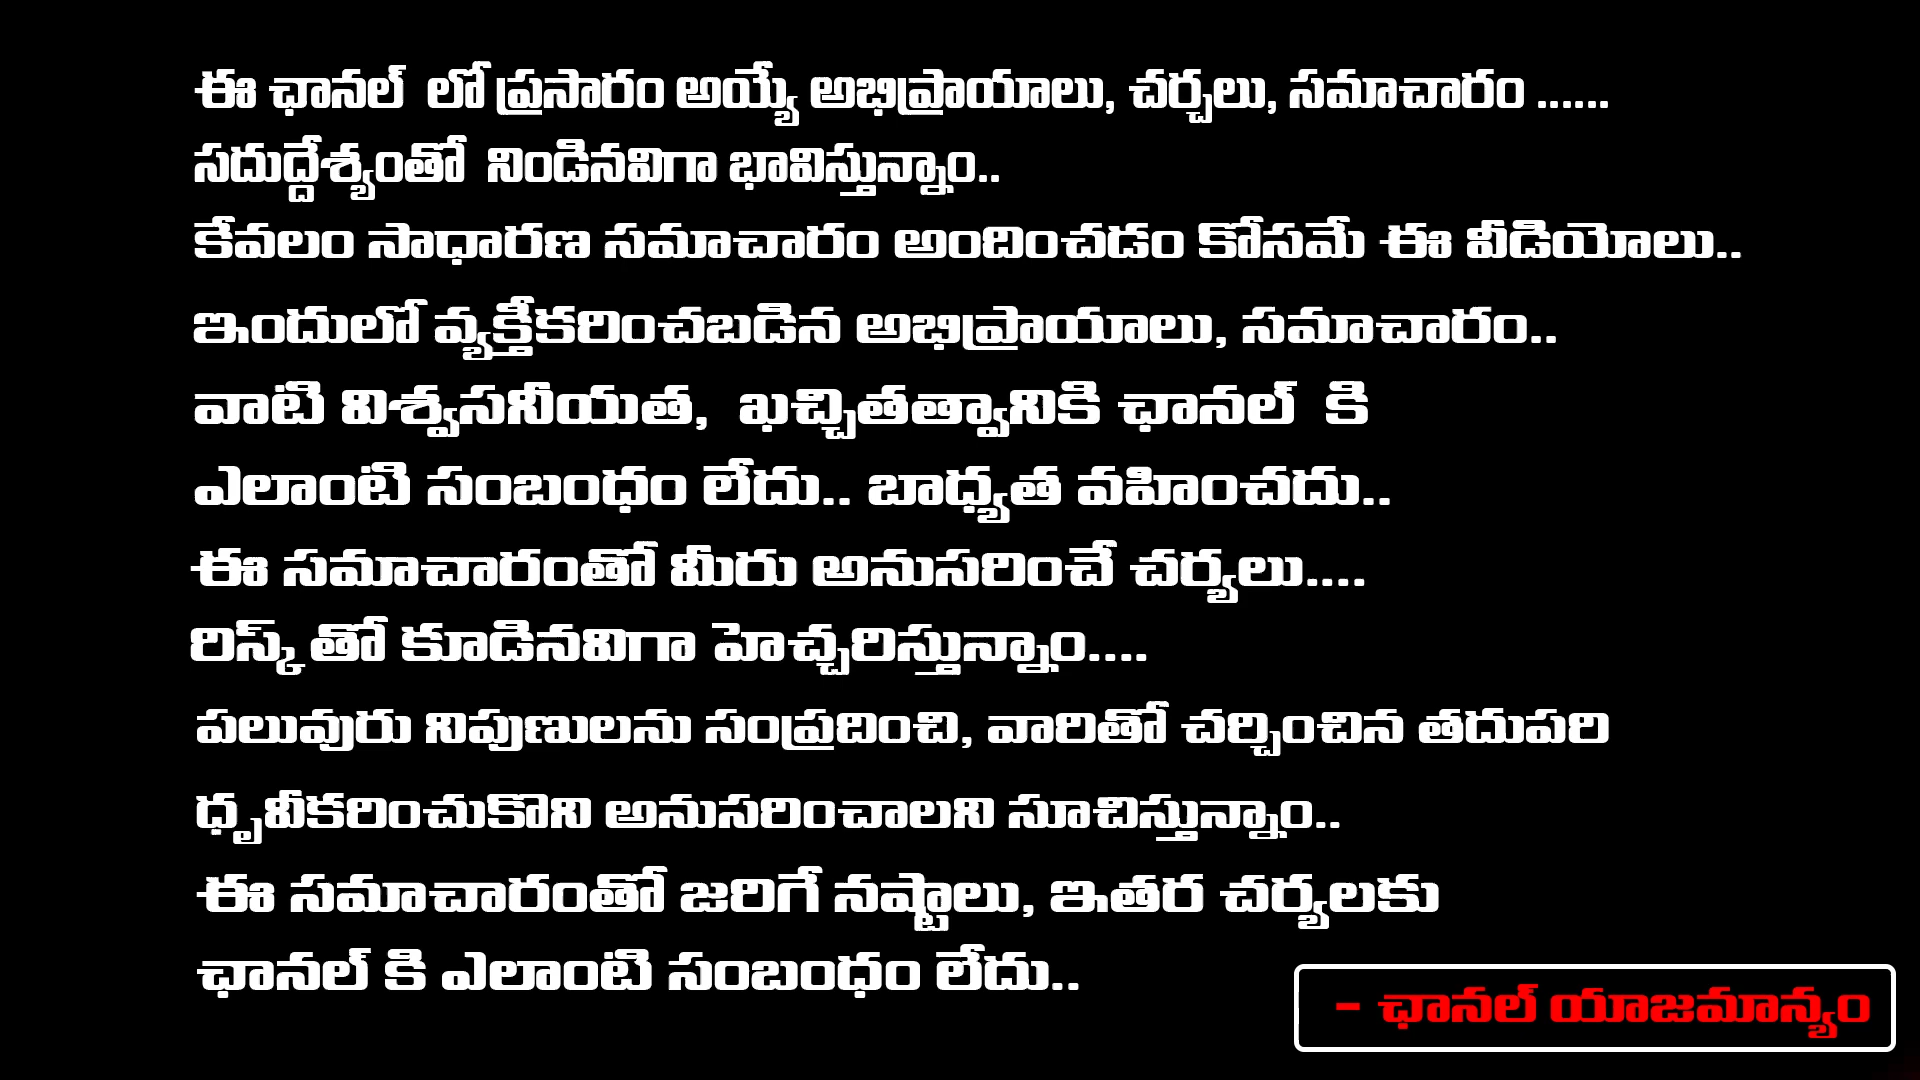 ఈ ఛానల్ లో ప్రసారం అయ్యే అభిప్రాయాలు, చర్చలు, సమాచారం ......
సదుద్దేశ్యంతో నిండినవిగా భావిస్తున్నాం..
కేవలం సాధారణ సమాచారం అందించడం కోసమే ఈ వీడియోలు..
ఇందులో వ్యక్తీకరించబడిన అభిప్రాయాలు, సమాచారం..
వాటి విశ్వసనీయత, ఖచ్చితత్వానికి ఛానల్ కి
ఎలాంటి సంబంధం లేదు.. బాధ్యత వహించదు..
ఈ సమాచారంతో మీరు అనుసరించే చర్యలు....
రిస్క్ తో కూడినవిగా హెచ్చరిస్తున్నాం....
పలువురు నిపుణులను సంప్రదించి, వారితో చర్చించిన తదుపరి
ధృవీకరించుకొని అనుసరించాలని సూచిస్తున్నాం..
ఈ సమాచారంతో జరిగే నష్టాలు, ఇతర చర్యలకు
ఛానల్ కి ఎలాంటి సంబంధం లేదు..
- ఛానల్ యాజమాన్యం